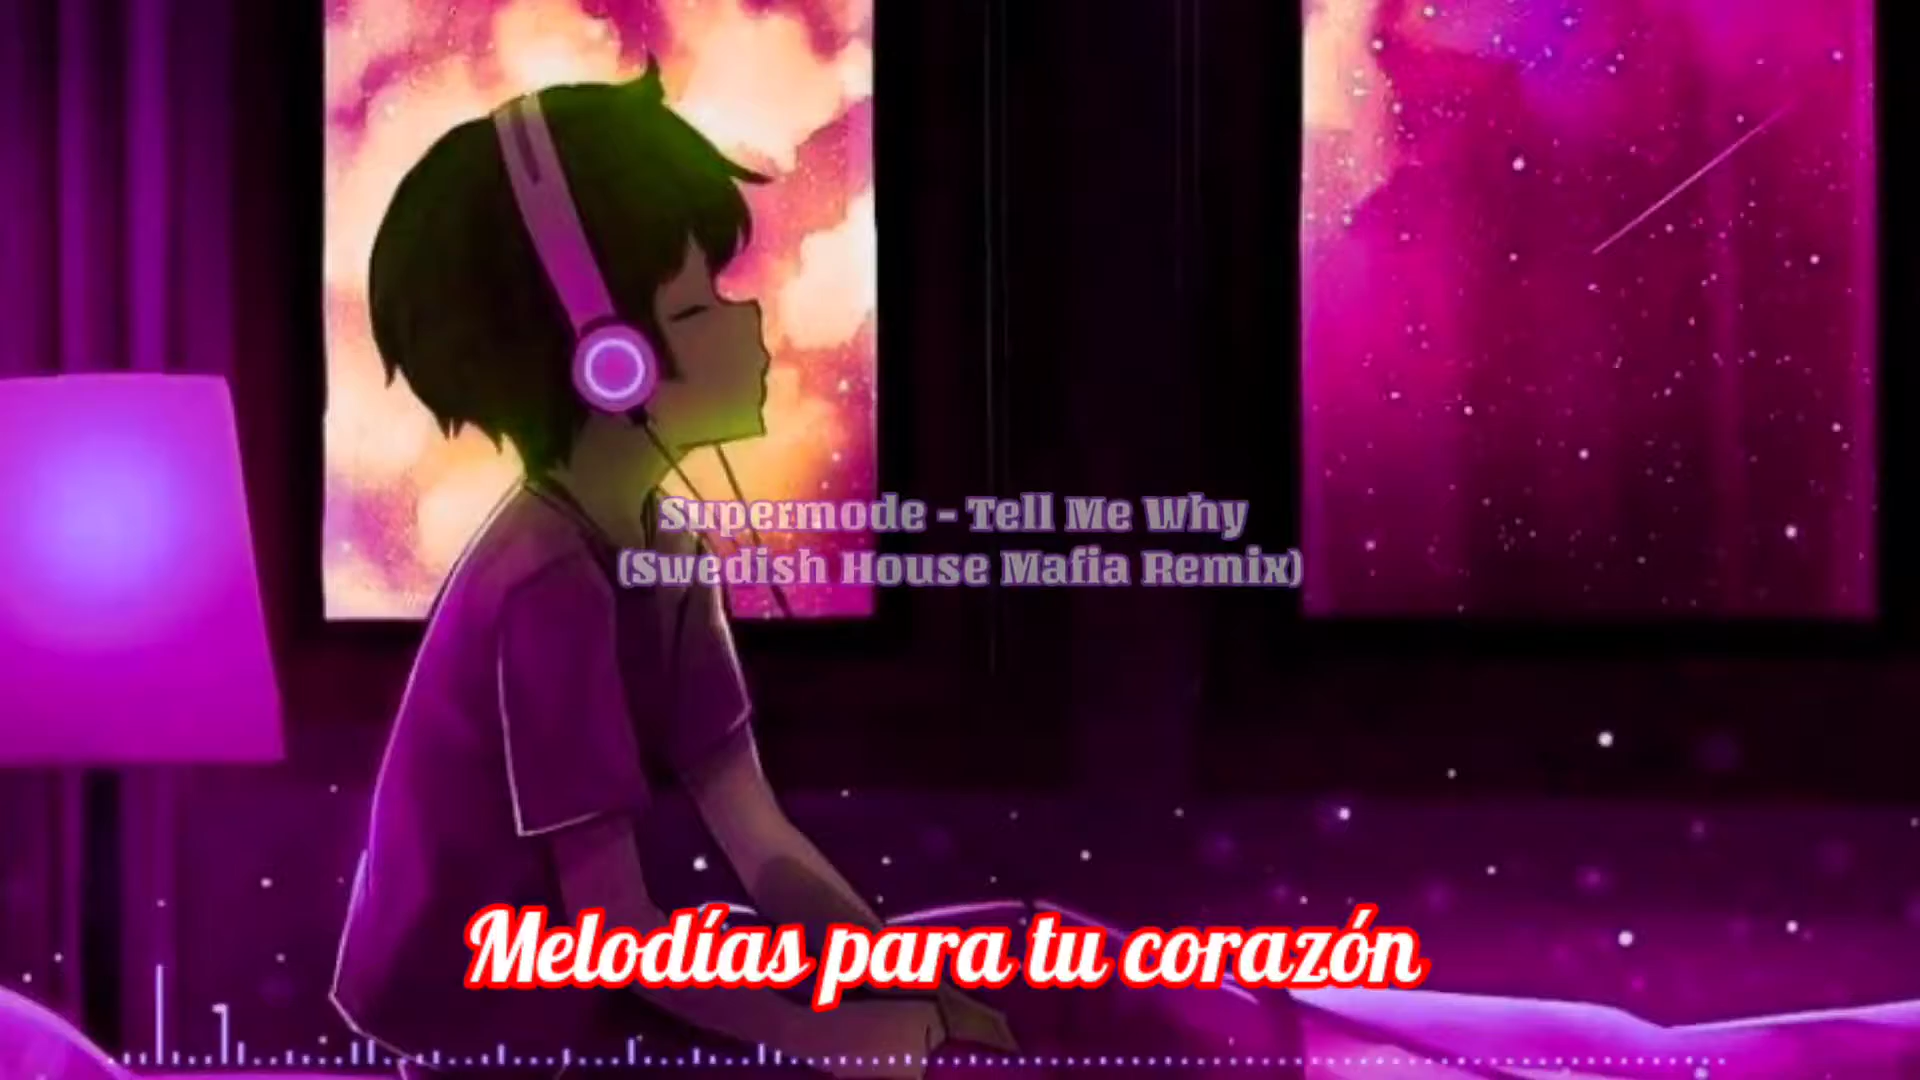 Supermode - Tell Me Why
(Swedish House Mafia Remix)
Melodías para tu corazón